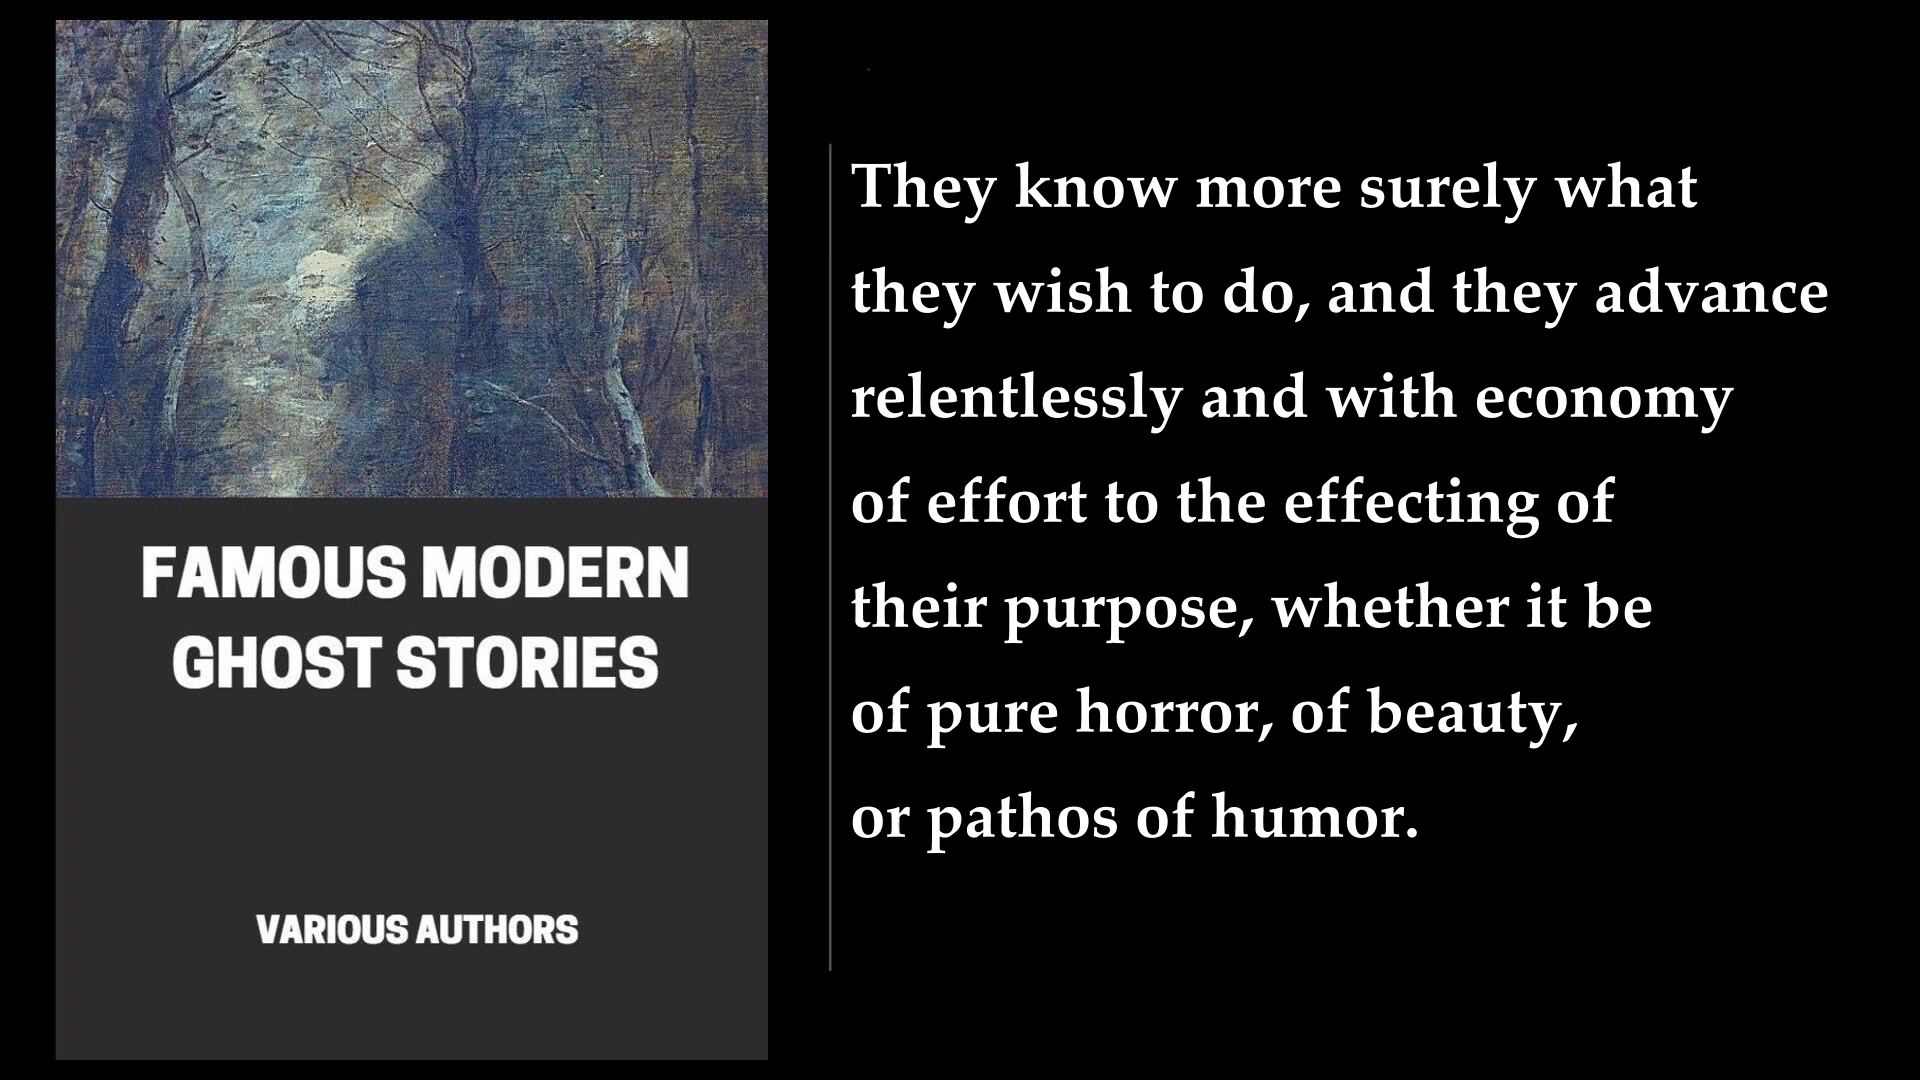 FAMOUS MODERN
GHOST STORIES
VARIOUS AUTHORS
They know more surely what
they wish to do, and they advance
relentlessly and with economy
of effort to the effecting of
their purpose, whether it be
of pure horror, of beauty,
or pathos of humor.